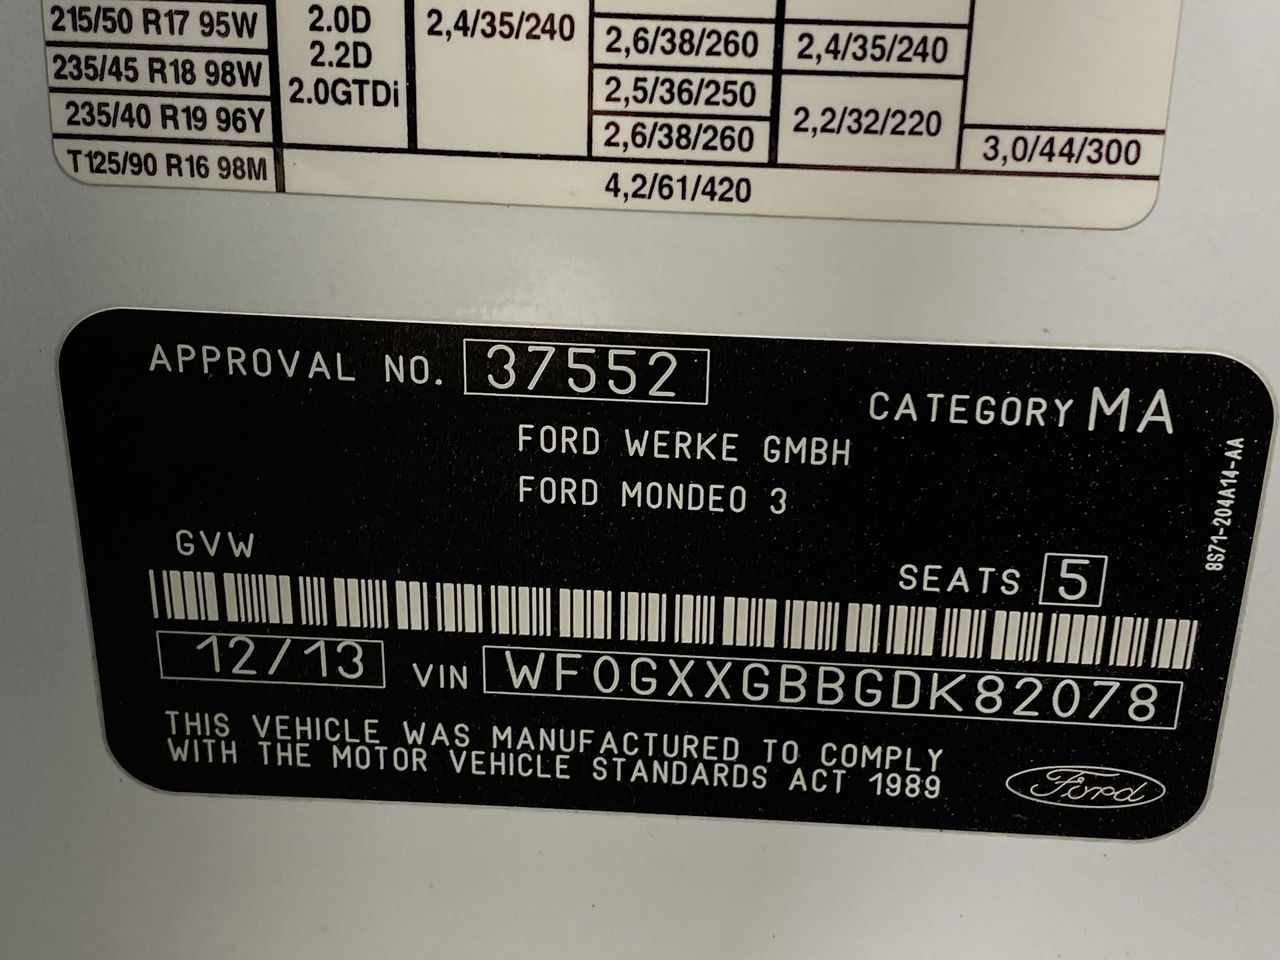 215/50 R17 95W
235/45 R18 98W
235/40 R19 96Y
T125/90 R16 98M
2.0D
2.2D
2.0GTDi
2,4/35/240
2,6/38/260
2,5/36/250
2,6/38/260
2,4/35/240
2,2/32/220
3,0/44/300
4,2/61/420
APPROVAL NO. 37552
CATEGORY MA
FORD WERKE GMBH
FORD MONDEO 3
8S71-204A14-AA
GVW
SEATS 5
12/13 VIN WF0GXXGBBGDK82078
THIS VEHICLE WAS MANUFACTURED TO COMPLY
WITH THE MOTOR VEHICLE STANDARDS ACT 1989
Ford